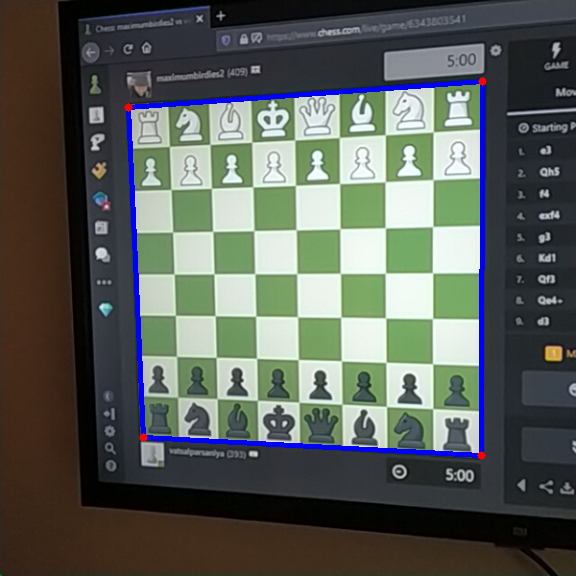 Chess: maximumbirdies2 vs v
https://www.chess.com/live/game/6343803541
maximumbirdies2 (409)
5:00
GAME
Mov
Starting P
1. e3
2. Qh5
3. f4
4. exf4
5. g3
6. Kd1
7. Qf3
8. Qe4+
9. d3
M
vatsalparsaniya (393)
5:00